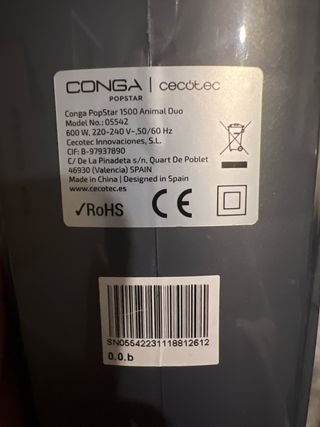 CONGA | cecotec
POPSTAR
Conga PopStar 1500 Animal Duo
Model No.: 05542
600 W, 220-240 V~,50/60 Hz
Cecotec Innovaciones, S.L.
CIF: B-97937890
C/ De La Pinadeta s/n, Quart De Poblet
46930 (Valencia) SPAIN
Made in China | Designed in Spain
www.cecotec.es
✓RoHS CE
SN05542231118812612
0.0.b